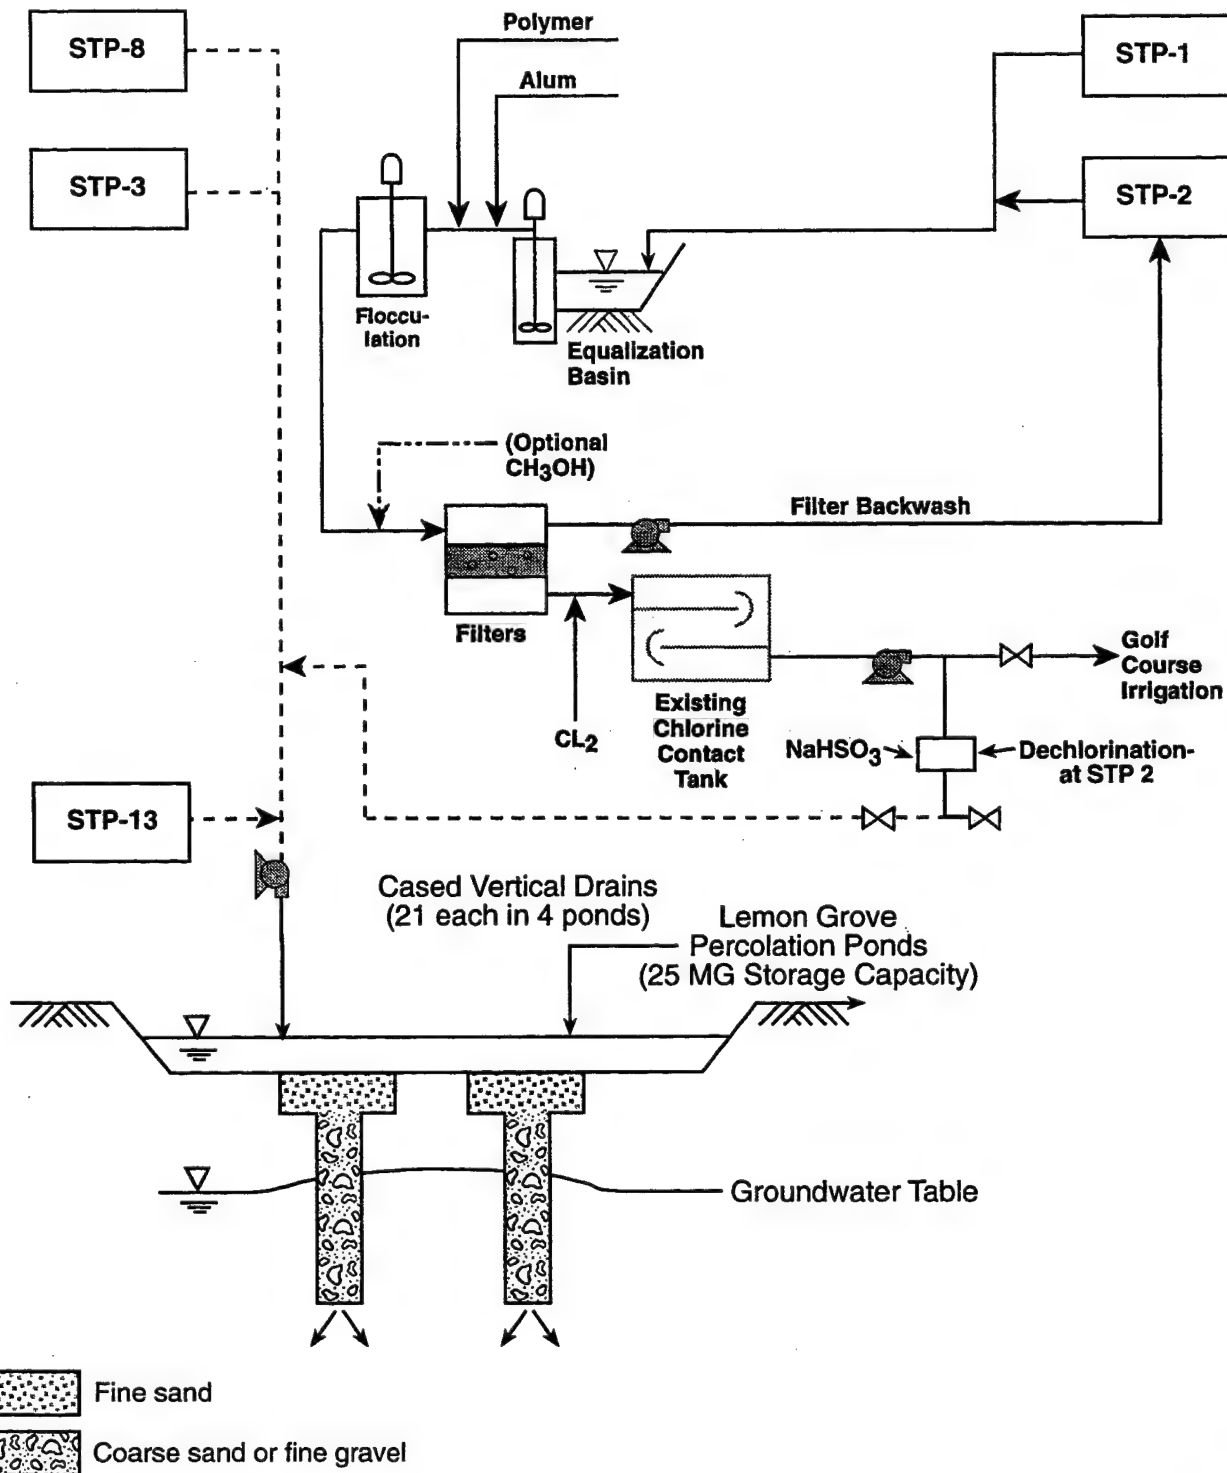 STP-8
Polymer
STP-1
Alum
STP-3
STP-2
Floccu-
lation
Equalization
Basin
(Optional
CH3OH)
Filter Backwash
Filters
Golf
Course
Irrigation
Existing
Chlorine
Contact
Tank
CL2
NaHSO3
Dechlorination-
at STP 2
STP-13
Cased Vertical Drains
(21 each in 4 ponds)
Lemon Grove
Percolation Ponds
(25 MG Storage Capacity)
Groundwater Table
Fine sand
Coarse sand or fine gravel